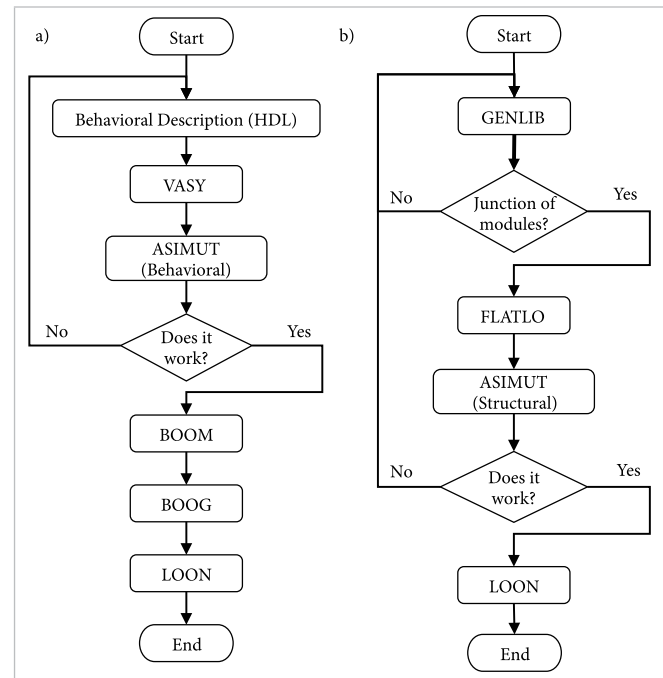 a)
Start
Behavioral Description (HDL)
VASY
ASIMUT
(Behavioral)
Does it
work?
No
Yes
BOOM
BOOG
LOON
End
b)
Start
GENLIB
Junction of
modules?
No
Yes
FLATLO
ASIMUT
(Structural)
Does it
work?
No
Yes
LOON
End